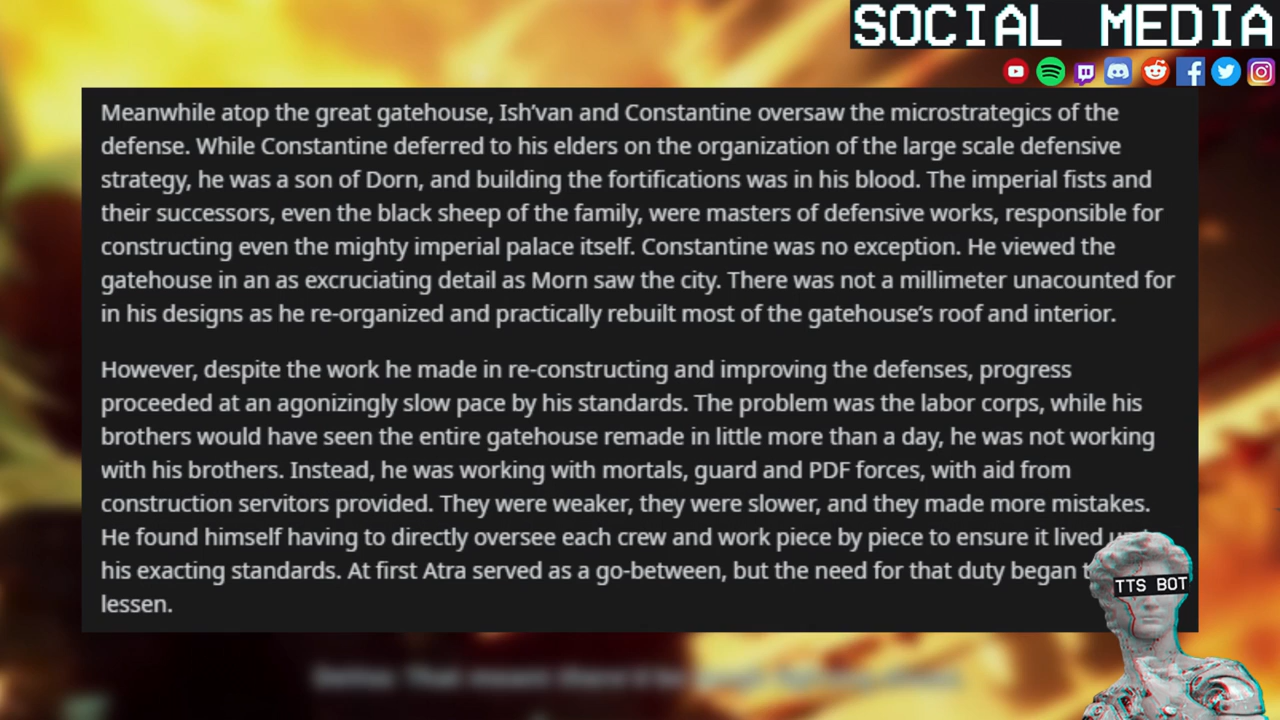 SOCIAL MEDIA
Meanwhile atop the great gatehouse, Ish'van and Constantine oversaw the microstrategics of the
defense. While Constantine deferred to his elders on the organization of the large scale defensive
strategy, he was a son of Dorn, and building the fortifications was in his blood. The imperial fists and
their successors, even the black sheep of the family, were masters of defensive works, responsible for
constructing even the mighty imperial palace itself. Constantine was no exception. He viewed the
gatehouse in an as excruciating detail as Morn saw the city. There was not a millimeter unacounted for
in his designs as he re-organized and practically rebuilt most of the gatehouse's roof and interior.
However, despite the work he made in re-constructing and improving the defenses, progress
proceeded at an agonizingly slow pace by his standards. The problem was the labor corps, while his
brothers would have seen the entire gatehouse remade in little more than a day, he was not working
with his brothers. Instead, he was working with mortals, guard and PDF forces, with aid from
construction servitors provided. They were weaker, they were slower, and they made more mistakes.
He found himself having to directly oversee each crew and work piece by piece to ensure it lived
his exacting standards. At first Atra served as a go-between, but the need for that duty began
lessen.
TTS BOT